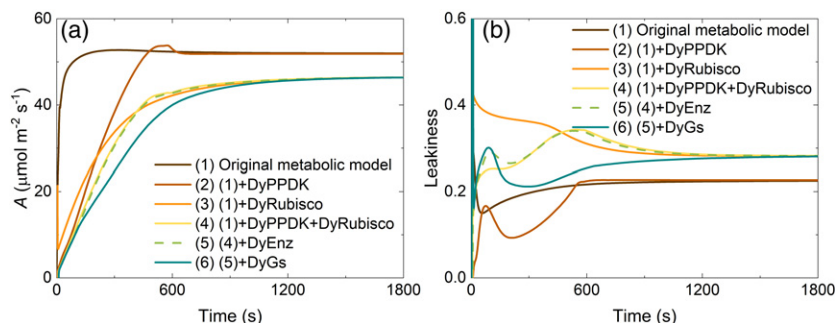 (a)
60
40
20
0
A (μmol m⁻² s⁻¹)
(1) Original metabolic model
(2) (1)+DyPPDK
(3) (1)+DyRubisco
(4) (1)+DyPPDK+DyRubisco
(5) (4)+DyEnz
(6) (5)+DyGs
0 600 1200 1800
Time (s)
(b)
0.6
0.4
0.2
0.0
Leakiness
(1) Original metabolic model
(2) (1)+DyPPDK
(3) (1)+DyRubisco
(4) (1)+DyPPDK+DyRubisco
(5) (4)+DyEnz
(6) (5)+DyGs
0 600 1200 1800
Time (s)